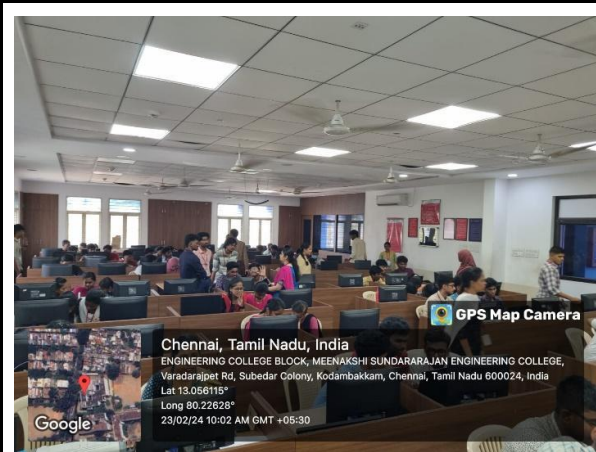 GPS Map Camera
Chennai, Tamil Nadu, India
ENGINEERING COLLEGE BLOCK, MEENAKSHI SUNDARARAJAN ENGINEERING COLLEGE,
Varadarajpet Rd, Subedar Colony, Kodambakkam, Chennai, Tamil Nadu 600024, India
Lat 13.056115°
Long 80.22628°
23/02/24 10:02 AM GMT +05:30
Google